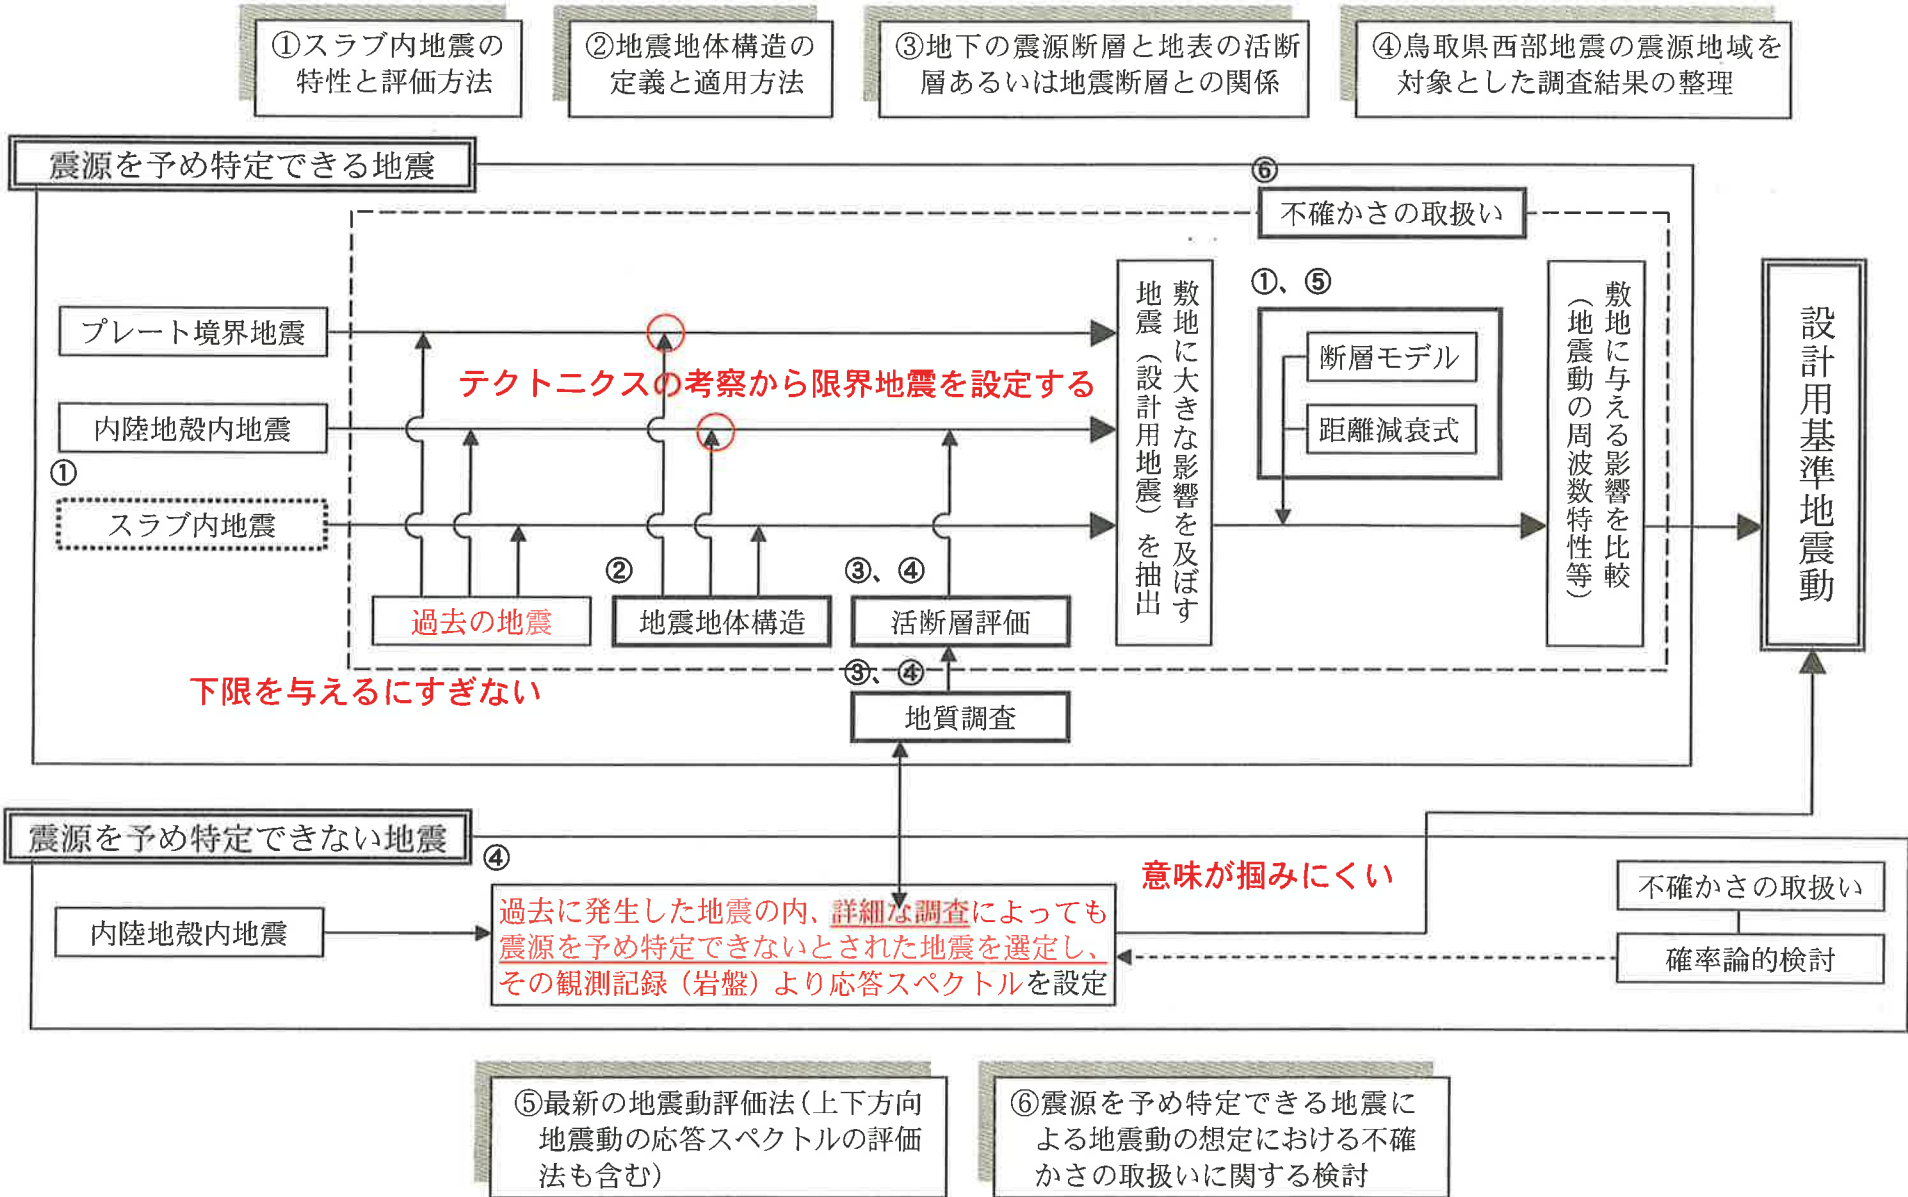 ①スラブ内地震の
特性と評価方法
②地震地体構造の
定義と適用方法
③地下の震源断層と地表の活断
層あるいは地震断層との関係
④鳥取県西部地震の震源地域を
対象とした調査結果の整理
震源を予め特定できる地震
⑥
不確かさの取扱い
プレート境界地震
内陸地殻内地震
①
スラブ内地震
テクトニクスの考察から限界地震を設定する
②
③、④
過去の地震
地震地体構造
活断層評価
下限を与えるにすぎない
③、④
地質調査
敷地に大きな影響を及ぼす
地震（設計用地震）を抽出
①、⑤
断層モデル
距離減衰式
敷地に与える影響を比較
（地震動の周波数特性等）
設計用基準地震動
震源を予め特定できない地震
④
内陸地殻内地震
過去に発生した地震の内、詳細な調査によっても
震源を予め特定できないとされた地震を選定し、
その観測記録（岩盤）より応答スペクトルを設定
意味が掴みにくい
不確かさの取扱い
確率論的検討
⑤最新の地震動評価法（上下方向
地震動の応答スペクトルの評価
法も含む）
⑥震源を予め特定できる地震に
よる地震動の想定における不確
かさの取扱いに関する検討